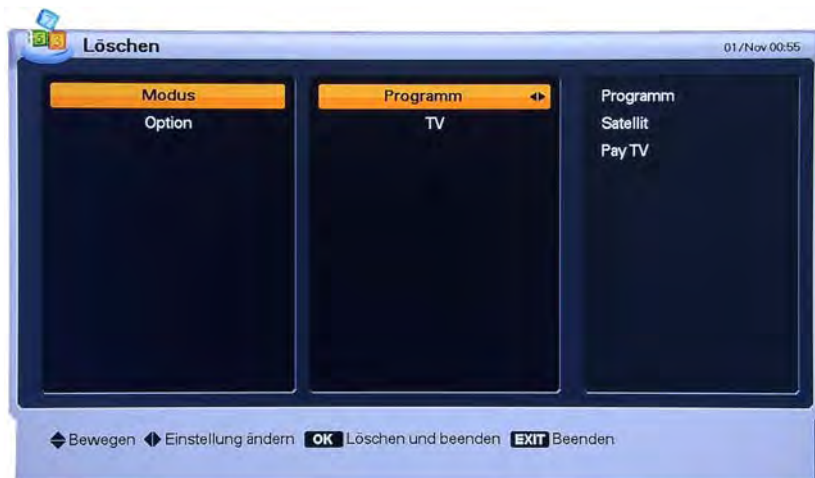 Löschen
01/Nov 00:55
Modus
Programm
Programm
Option
TV
Satellit
Pay TV
Bewegen Einstellung ändern OK Löschen und beenden EXIT Beenden